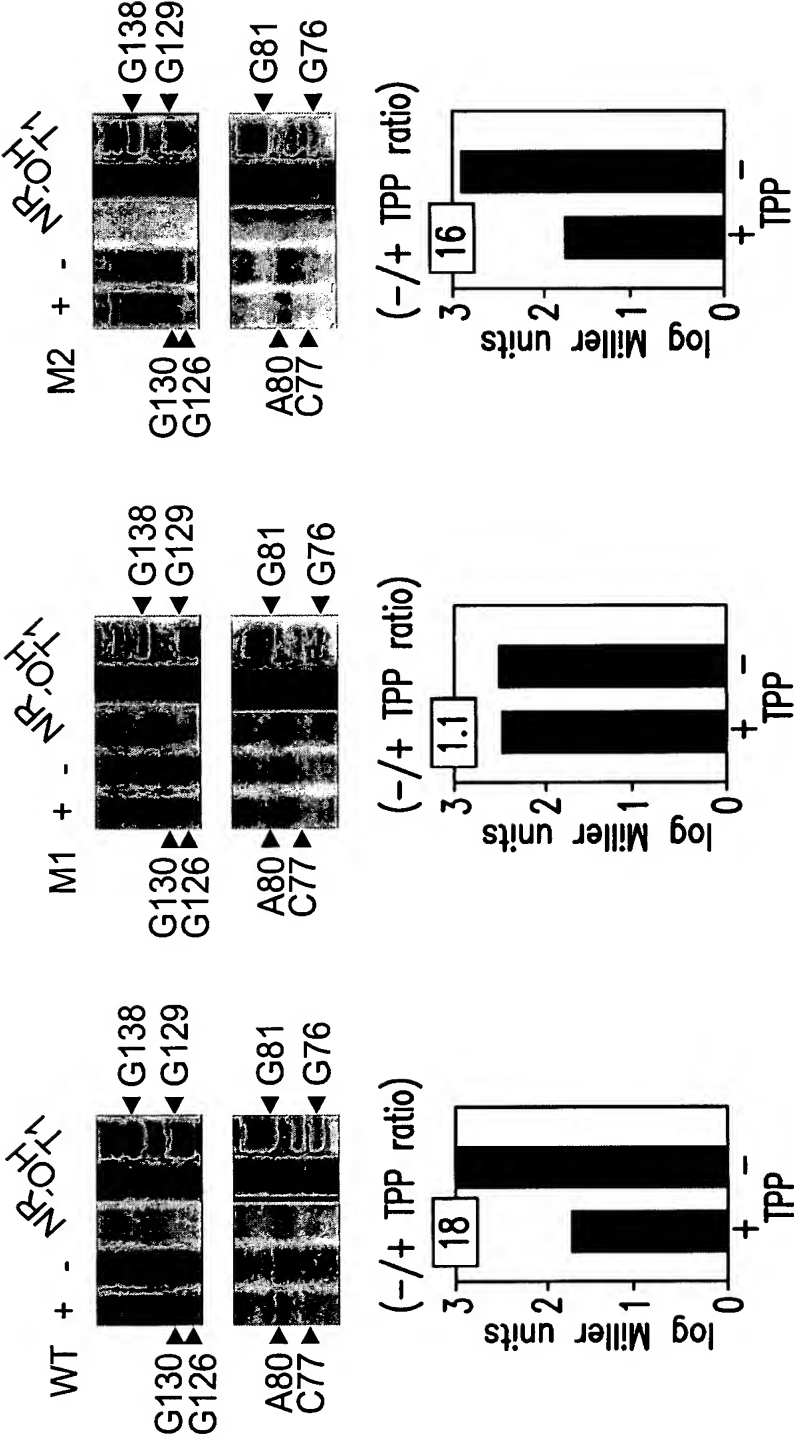 WT + - NR -OH T1
G130
G126
G138
G129
A80
C77
G81
G76
(−/+ TPP ratio)
18
log Miller units
3
2
1
0
+ −
TPP
M1 + - NR -OH T1
G130
G126
G138
G129
A80
C77
G81
G76
(−/+ TPP ratio)
1.1
log Miller units
3
2
1
0
+ −
TPP
M2 + - NR -OH T1
G130
G126
G138
G129
A80
C77
G81
G76
(−/+ TPP ratio)
16
log Miller units
3
2
1
0
+ −
TPP